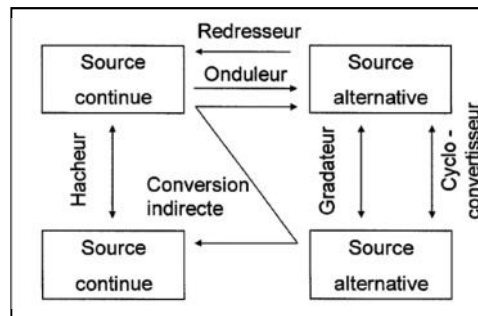 Redresseur
Source
continue
Onduleur
Source
alternative
Hacheur
Conversion
indirecte
Gradateur
Cyclo -
convertisseur
Source
continue
Source
alternative